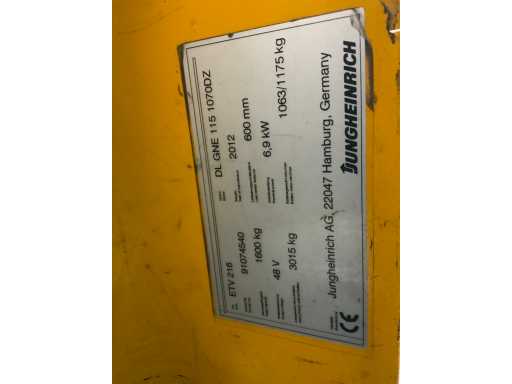 ETV 216 DL GNE 115 1070DZ
91074540 2012
1600 kg 600 mm
48 V 6,9 kW
3015 kg 1063/1175 kg
Jungheinrich AG, 22047 Hamburg, Germany
CE JUNGHEINRICH